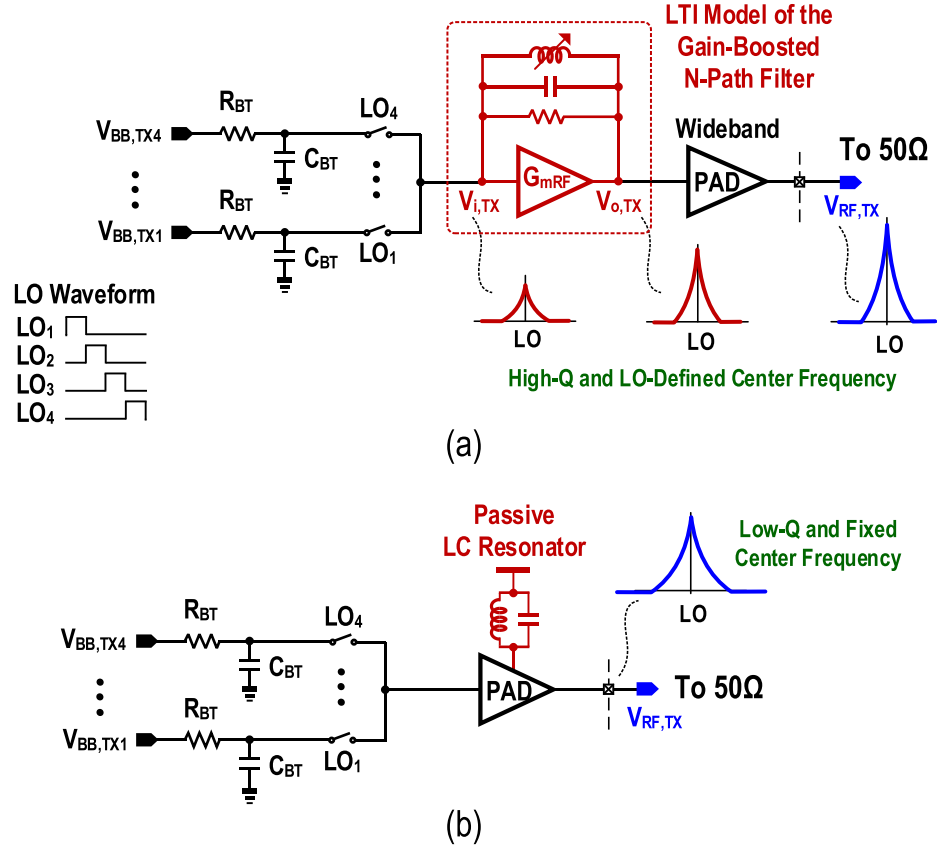 LTI Model of the
Gain-Boosted
N-Path Filter
R_BT
LO_4
V_BB,TX4
C_BT
Wideband
To 50Ω
G_mRF
PAD
R_BT
V_i,TX
V_o,TX
V_RF,TX
V_BB,TX1
C_BT
LO_1
LO Waveform
LO_1
LO_2
LO_3
LO_4
LO
LO
LO
High-Q and LO-Defined Center Frequency
(a)
Passive
LC Resonator
Low-Q and Fixed
Center Frequency
LO
R_BT
LO_4
V_BB,TX4
C_BT
PAD
To 50Ω
R_BT
V_RF,TX
V_BB,TX1
C_BT
LO_1
(b)